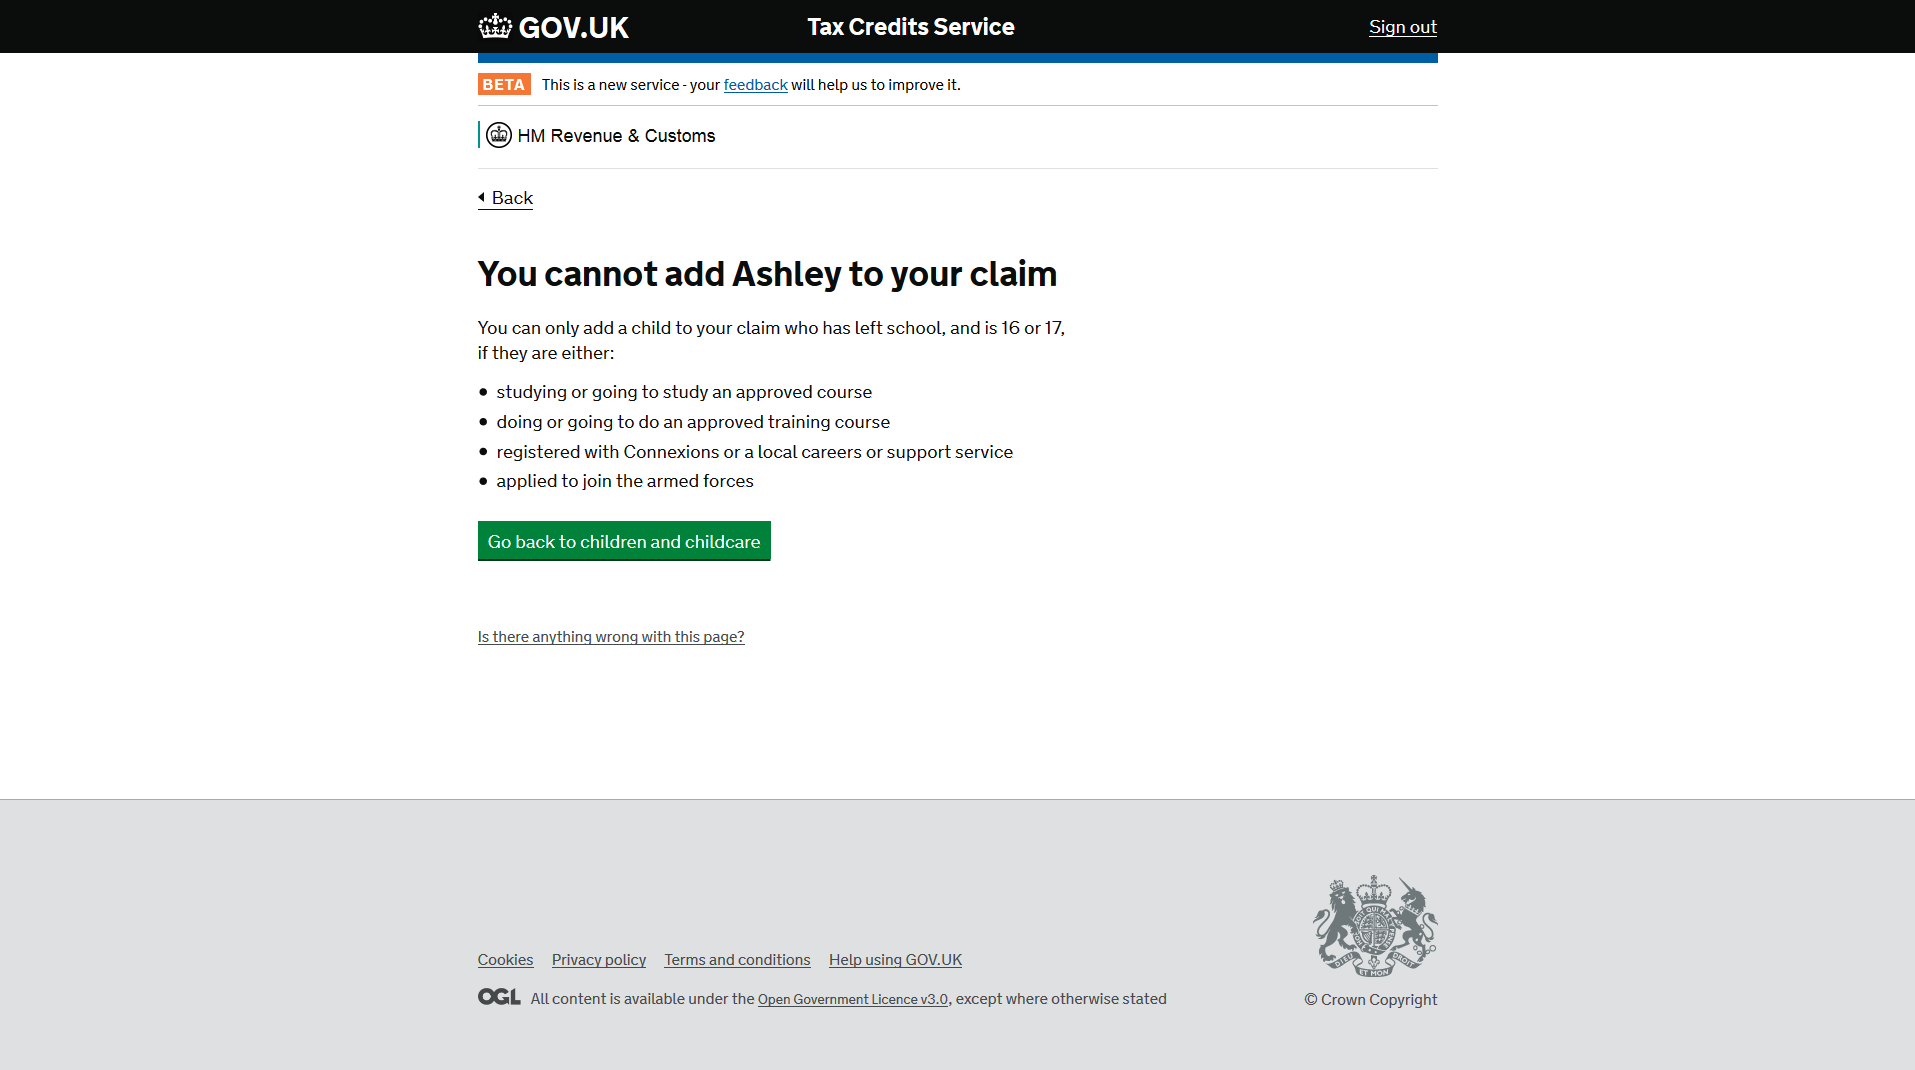 GOV.UK Tax Credits Service Sign out
BETA This is a new service - your feedback will help us to improve it.
HM Revenue & Customs
Back
You cannot add Ashley to your claim
You can only add a child to your claim who has left school, and is 16 or 17,
if they are either:
• studying or going to study an approved course
• doing or going to do an approved training course
• registered with Connexions or a local careers or support service
• applied to join the armed forces
Go back to children and childcare
Is there anything wrong with this page?
Cookies Privacy policy Terms and conditions Help using GOV.UK
OGL All content is available under the Open Government Licence v3.0, except where otherwise stated
DIEU ET MON DROIT
© Crown Copyright